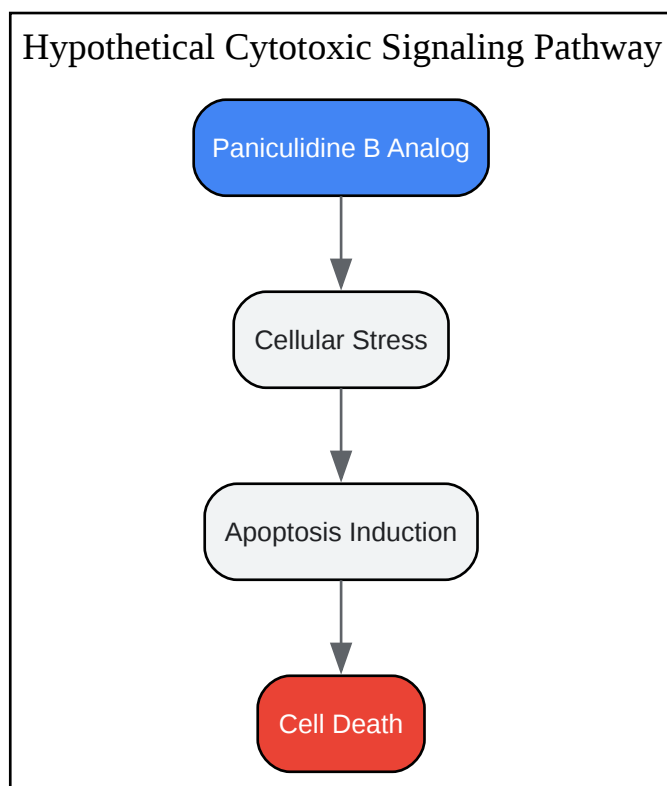 Hypothetical Cytotoxic Signaling Pathway
Paniculidine B Analog
Cellular Stress
Apoptosis Induction
Cell Death